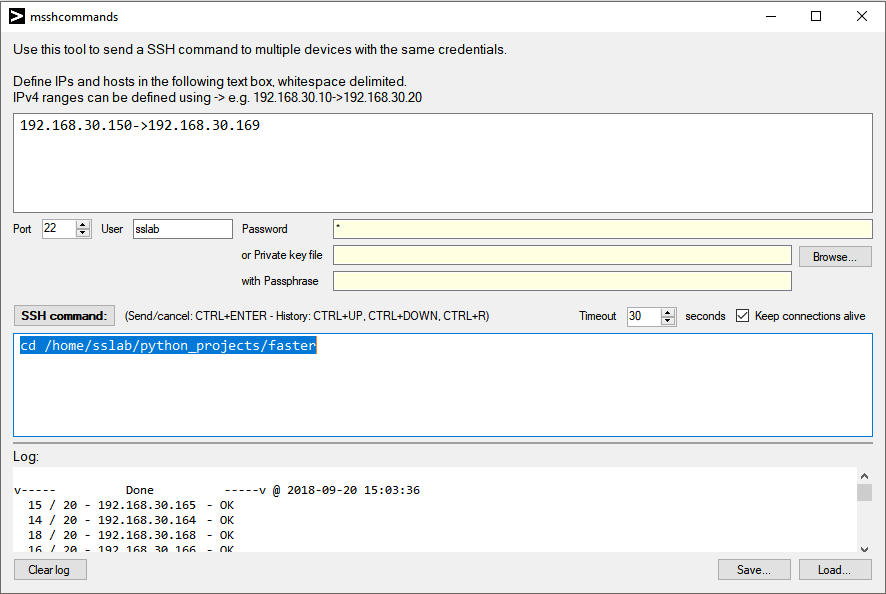 msshcommands
Use this tool to send a SSH command to multiple devices with the same credentials.
Define IPs and hosts in the following text box, whitespace delimited.
IPv4 ranges can be defined using -> e.g. 192.168.30.10->192.168.30.20
192.168.30.150->192.168.30.169
Port 22 User sslab Password *
or Private key file Browse...
with Passphrase
SSH command: (Send/cancel: CTRL+ENTER - History: CTRL+UP, CTRL+DOWN, CTRL+R) Timeout 30 seconds Keep connections alive
cd /home/sslab/python_projects/faster
Log:
v----- Done -----v @ 2018-09-20 15:03:36
15 / 20 - 192.168.30.165 - OK
14 / 20 - 192.168.30.164 - OK
18 / 20 - 192.168.30.168 - OK
16 / 20 - 192.168.30.166 - OK
Clear log Save... Load...